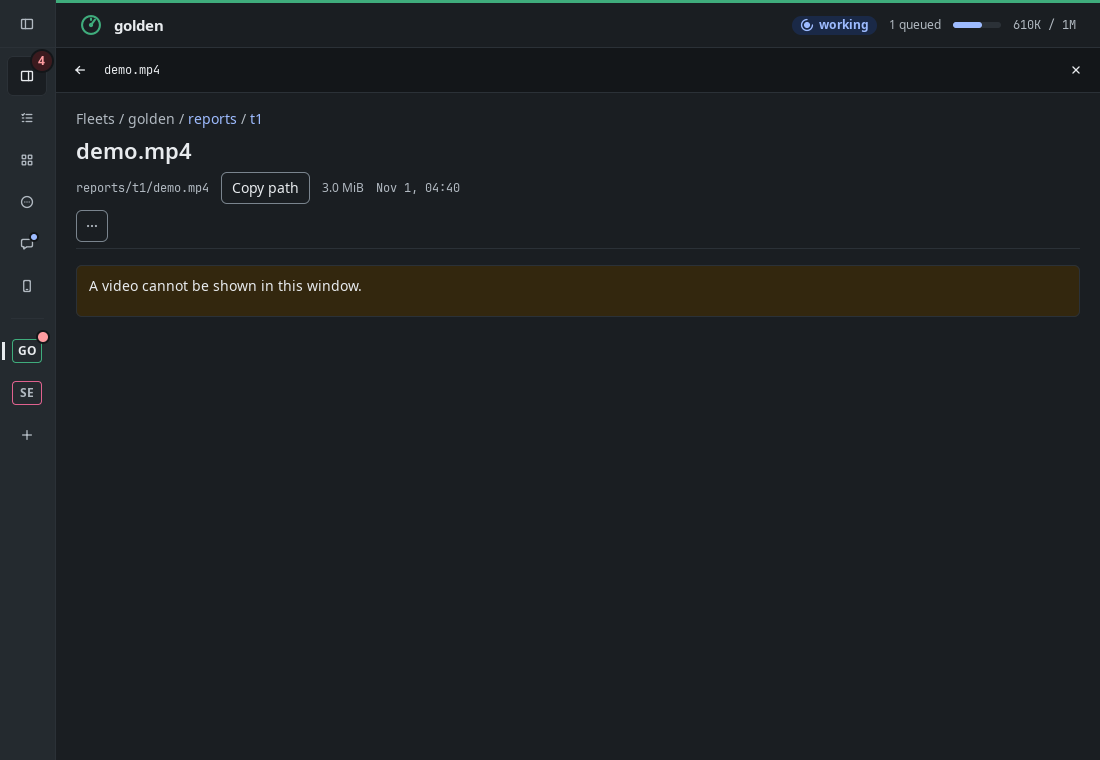 golden
working
1 queued
610K / 1M
4
demo.mp4
Fleets / golden / reports / t1
demo.mp4
reports/t1/demo.mp4
Copy path
3.0 MiB
Nov 1, 04:40
...
A video cannot be shown in this window.
GO
SE